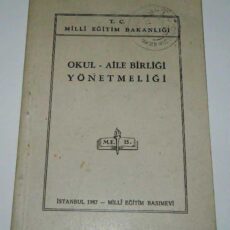 T. C.
MİLLİ EĞİTİM BAKANLIĞI
OKUL - AİLE BİRLİĞİ
YÖNETMELİĞİ
M. E. B.
İSTANBUL 1957 — MİLLİ EĞİTİM BASIMEVİ